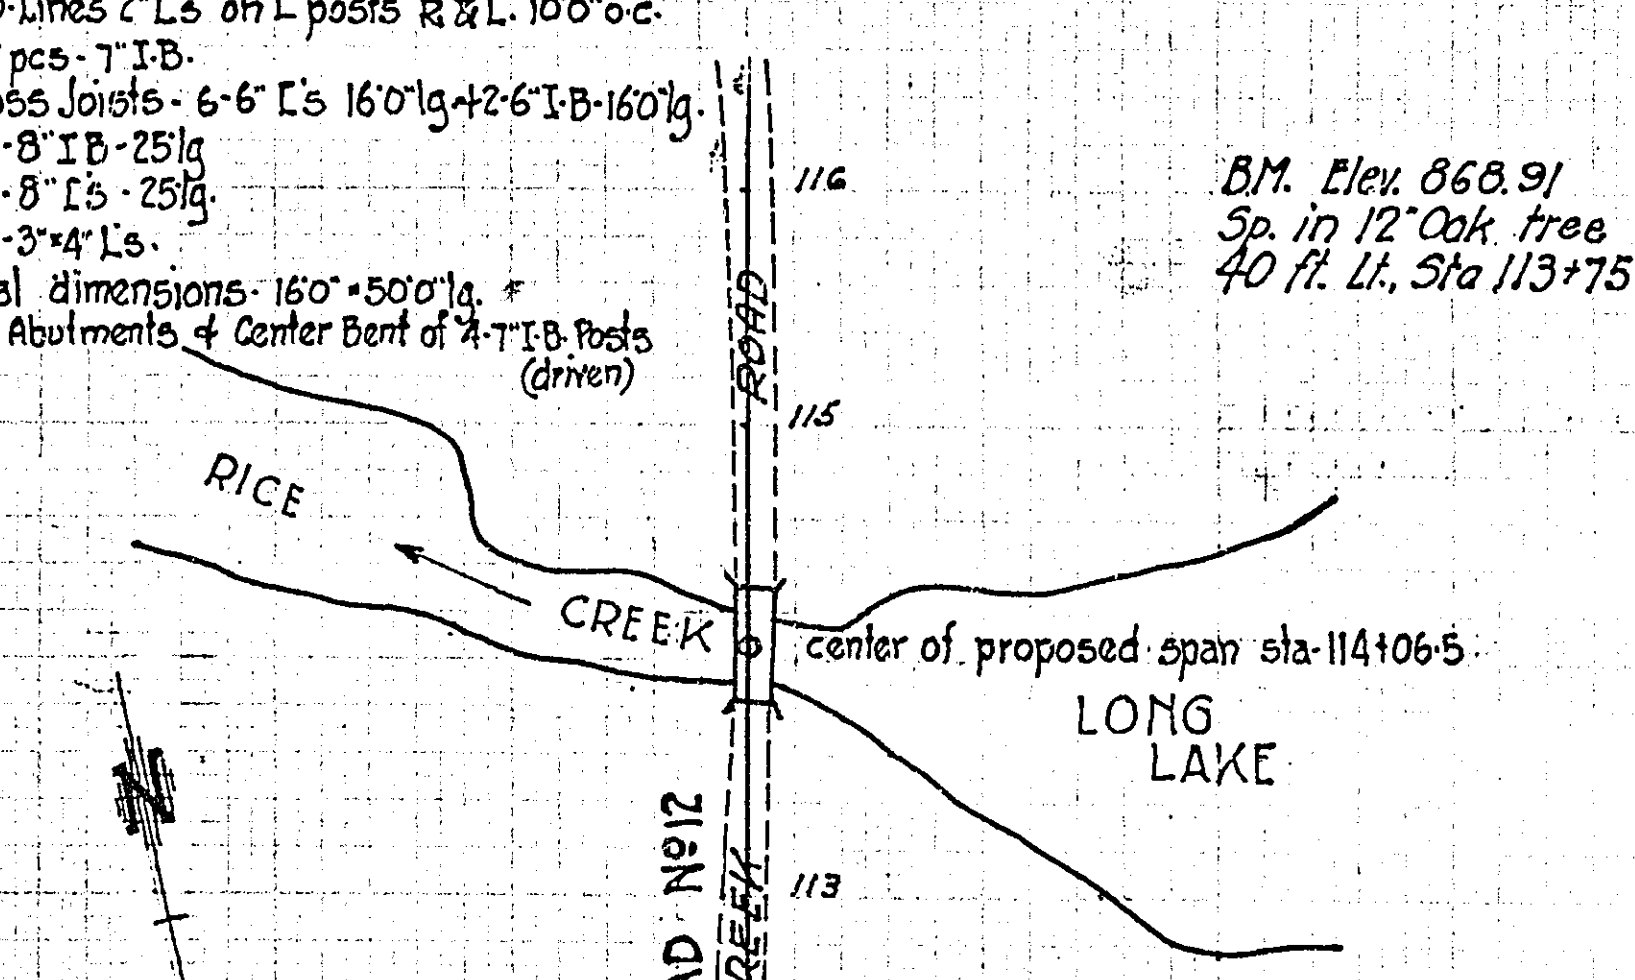 Lines 2" Ls on L posts R & L. 10'0" o.c.
pcs - 7" I.B.
Joists - 6-6" [s 16'0" lg. + 2-6" I.B - 16'0" lg.
-8" I B - 25' lg
-8" [s - 25' lg.
-3"x4" Ls.
dimensions - 16'0" x 50'0" lg.
Abutments & Center Bent of 4-7" I.B. Posts
(driven)
116
B.M. Elev. 868.91
Sp. in 12" Oak tree
40 ft. Lt., Sta 113+75
ROAD
115
RICE
CREEK
center of proposed span sta-114+06.5
LONG
LAKE
N
No 12
113